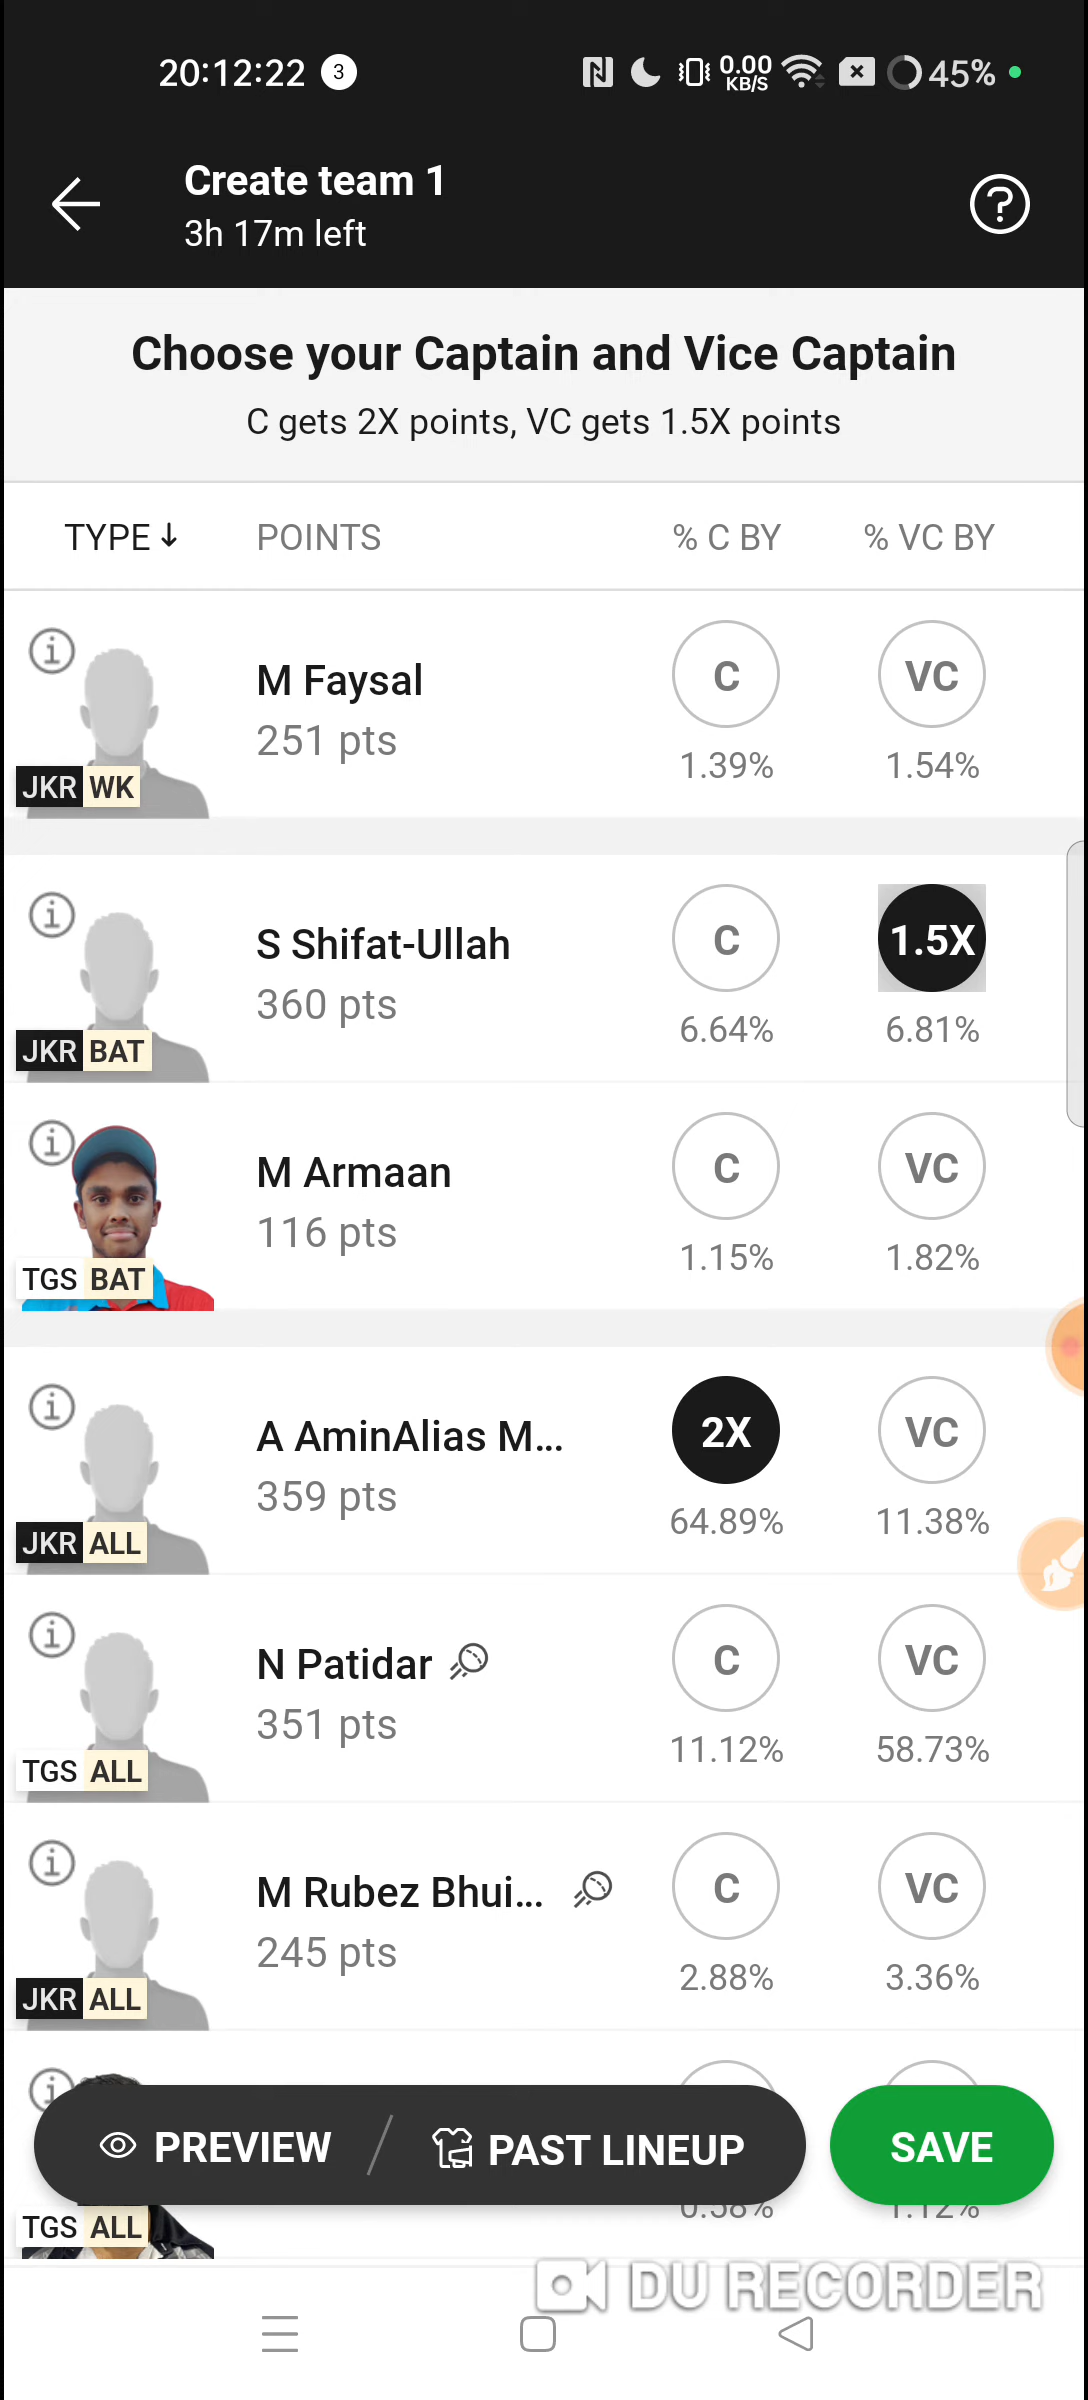 20:12:22 3 0.00 KB/S 45%
Create team 1
3h 17m left
Choose your Captain and Vice Captain
C gets 2X points, VC gets 1.5X points
TYPE POINTS % C BY % VC BY
M Faysal C VC
251 pts 1.39% 1.54%
JKR WK
S Shifat-Ullah C 1.5X
360 pts 6.64% 6.81%
JKR BAT
M Armaan C VC
116 pts 1.15% 1.82%
TGS BAT
A AminAlias M... 2X VC
359 pts 64.89% 11.38%
JKR ALL
N Patidar C VC
351 pts 11.12% 58.73%
TGS ALL
M Rubez Bhui... C VC
245 pts 2.88% 3.36%
JKR ALL
PREVIEW PAST LINEUP SAVE
0.58% 1.12%
TGS ALL
DU RECORDER